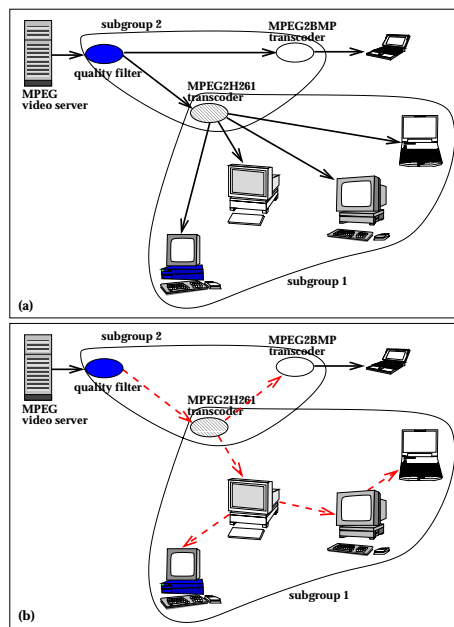 subgroup 2
MPEG2BMP
transcoder
quality filter
MPEG
video server
MPEG2H261
transcoder
subgroup 1
(a)
subgroup 2
MPEG2BMP
transcoder
quality filter
MPEG
video server
MPEG2H261
transcoder
subgroup 1
(b)